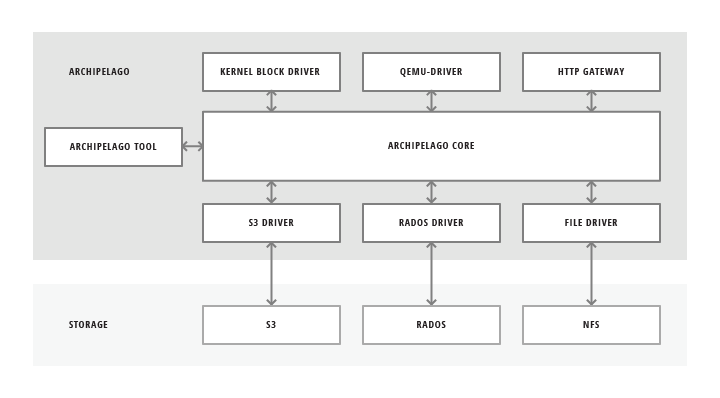 ARCHIPELAGO
KERNEL BLOCK DRIVER
QEMU-DRIVER
HTTP GATEWAY
ARCHIPELAGO TOOL
ARCHIPELAGO CORE
S3 DRIVER
RADOS DRIVER
FILE DRIVER
STORAGE
S3
RADOS
NFS